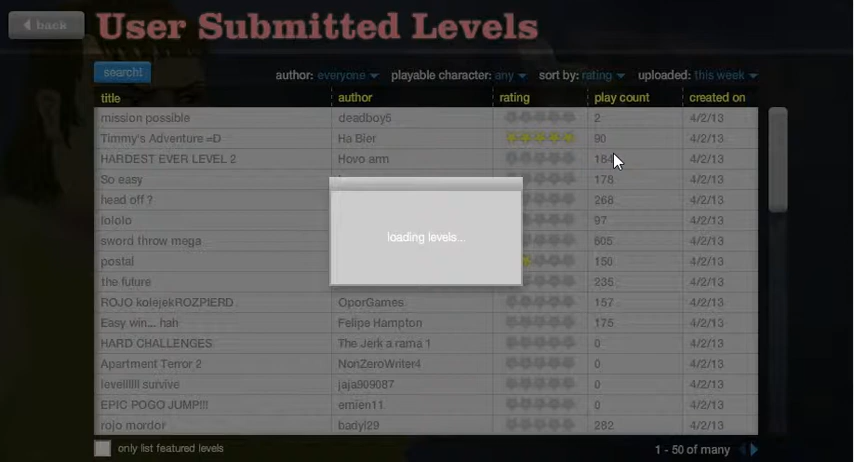 back
User Submitted Levels
search!
author: everyone playable character: any sort by: rating uploaded: this week
title author rating play count created on
mission possible deadboy5 2 4/2/13
Timmy's Adventure =D Ha Bier 90 4/2/13
HARDEST EVER LEVEL 2 Hovo arm 184 4/2/13
So easy 178 4/2/13
head off ? 268 4/2/13
lololo 97 4/2/13
sword throw mega 605 4/2/13
postal 150 4/2/13
the future 235 4/2/13
loading levels...
ROJO kolejekROZPIERD OporGames 157 4/2/13
Easy win.... hah Felipe Hampton 175 4/2/13
HARD CHALLENGES The Jerk a rama 1 0 4/2/13
Apartment Terror 2 NonZeroWriter4 0 4/2/13
jaja909087 0 4/2/13
EPIC POGO JUMP!!! emien11 0 4/2/13
rojo mordor badyl29 282 4/2/13
only list featured levels 1 - 50 of many